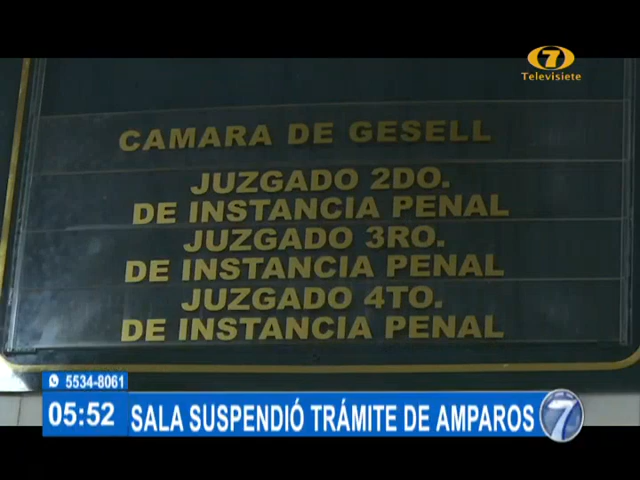 7
Televisiete
CAMARA DE GESELL
JUZGADO 2DO.
DE INSTANCIA PENAL
JUZGADO 3RO.
DE INSTANCIA PENAL
JUZGADO 4TO.
DE INSTANCIA PENAL
5534-8061
05:52 SALA SUSPENDIÓ TRÁMITE DE AMPAROS 7